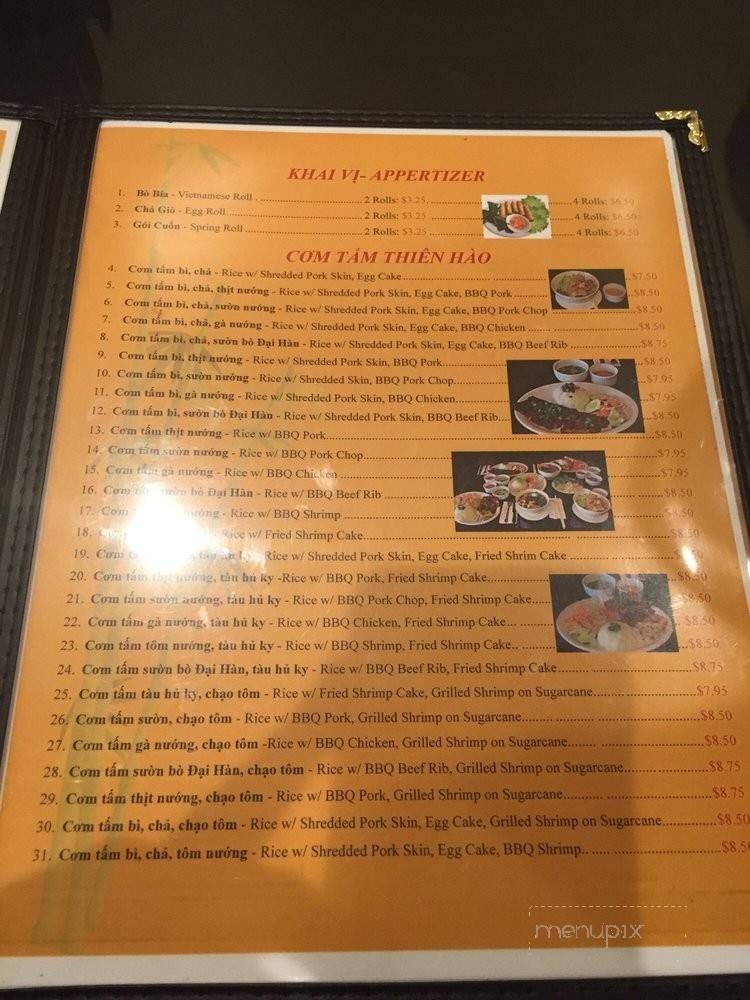 KHAI VỊ- APPERTIZER
1. Bò Bía - Vietnamese Roll 2 Rolls: $3.25 4 Rolls: $6.50
2. Chả Giò - Egg Roll 2 Rolls: $3.25 4 Rolls: $6.50
3. Gỏi Cuốn - Spring Roll 2 Rolls: $3.25 4 Rolls: $6.50
CƠM TẤM THIÊN HÀO
4. Cơm tấm bì, chả - Rice w/ Shredded Pork Skin, Egg Cake $7.50
5. Cơm tấm bì, chả, thịt nướng - Rice w/ Shredded Pork Skin, Egg Cake, BBQ Pork $8.50
6. Cơm tấm bì, chả, sườn nướng - Rice w/ Shredded Pork Skin, Egg Cake, BBQ Pork Chop $8.50
7. Cơm tấm bì, chả, gà nướng - Rice w/ Shredded Pork Skin, Egg Cake, BBQ Chicken $8.50
8. Cơm tấm bì, chả, sườn bò Đại Hàn - Rice w/ Shredded Pork Skin, Egg Cake, BBQ Beef Rib $8.75
9. Cơm tấm bì, thịt nướng - Rice w/ Shredded Pork Skin, BBQ Pork $8.50
10. Cơm tấm bì, sườn nướng - Rice w/ Shredded Pork Skin, BBQ Pork Chop $7.95
11. Cơm tấm bì, gà nướng - Rice w/ Shredded Pork Skin, BBQ Chicken $7.95
12. Cơm tấm bì, sườn bò Đại Hàn - Rice w/ Shredded Pork Skin, BBQ Beef Rib $8.50
13. Cơm tấm thịt nướng - Rice w/ BBQ Pork $8.50
14. Cơm tấm sườn nướng - Rice w/ BBQ Pork Chop $7.95
15. Cơm tấm gà nướng - Rice w/ BBQ Chicken $7.95
16. Cơm tấm sườn bò Đại Hàn - Rice w/ BBQ Beef Rib $8.50
17. Cơm nướng - Rice w/ BBQ Shrimp $8.50
18. - Rice w/ Fried Shrimp Cake $8.50
19. Cơm Rice w/ Shredded Pork Skin, Egg Cake, Fried Shrim Cake
20. Cơm tấm thịt nướng, tàu hủ ky -Rice w/ BBQ Pork, Fried Shrimp Cake $8.50
21. Cơm tấm sườn nướng, tàu hủ ky - Rice w/ BBQ Pork Chop, Fried Shrimp Cake $8.50
22. Cơm tấm gà nướng, tàu hủ ky - Rice w/ BBQ Chicken, Fried Shrimp Cake $8.50
23. Cơm tấm tôm nướng, tàu hủ ky - Rice w/ BBQ Shrimp, Fried Shrimp Cake $8.50
24. Cơm tấm sườn bò Đại Hàn, tàu hủ ky - Rice w/ BBQ Beef Rib, Fried Shrimp Cake $8.75
25. Cơm tấm tàu hủ ky, chạo tôm - Rice w/ Fried Shrimp Cake, Grilled Shrimp on Sugarcane $7.95
26. Cơm tấm sườn, chạo tôm - Rice w/ BBQ Pork, Grilled Shrimp on Sugarcane $8.50
27. Cơm tấm gà nướng, chạo tôm -Rice w/ BBQ Chicken, Grilled Shrimp on Sugarcane $8.50
28. Cơm tấm sườn bò Đại Hàn, chạo tôm - Rice w/ BBQ Beef Rib, Grilled Shrimp on Sugarcane $8.75
29. Cơm tấm thịt nướng, chạo tôm - Rice w/ BBQ Pork, Grilled Shrimp on Sugarcane $8.75
30. Cơm tấm bì, chả, chạo tôm - Rice w/ Shredded Pork Skin, Egg Cake, Grilled Shrimp on Sugarcane $8.50
31. Cơm tấm bì, chả, tôm nướng - Rice w/ Shredded Pork Skin, Egg Cake, BBQ Shrimp $8.50
menupix